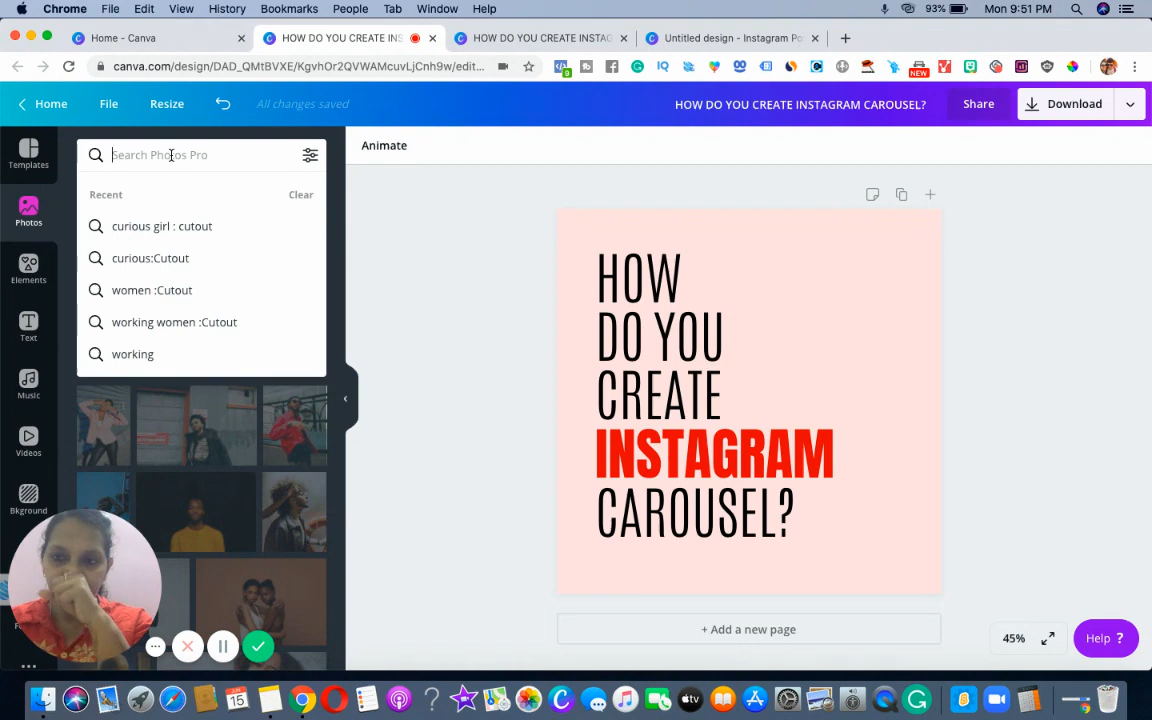 Chrome File Edit View History Bookmarks People Tab Window Help 93% Mon 9:51 PM
Home - Canva
HOW DO YOU CREATE INS
HOW DO YOU CREATE INSTAG
Untitled design - Instagram Po
canva.com/design/DAD_QMtBVXE/KgvhOr2QVWAMcuvLjCnh9w/edit...
NEW
Home File Resize All changes saved HOW DO YOU CREATE INSTAGRAM CAROUSEL? Share Download
Templates
Photos
Elements
Text
Music
Videos
Bkground
Search Photos Pro
Recent Clear
curious girl : cutout
curious:Cutout
women :Cutout
working women :Cutout
working
Animate
HOW
DO YOU
CREATE
INSTAGRAM
CAROUSEL?
+ Add a new page
45%
Help ?
JUN
15